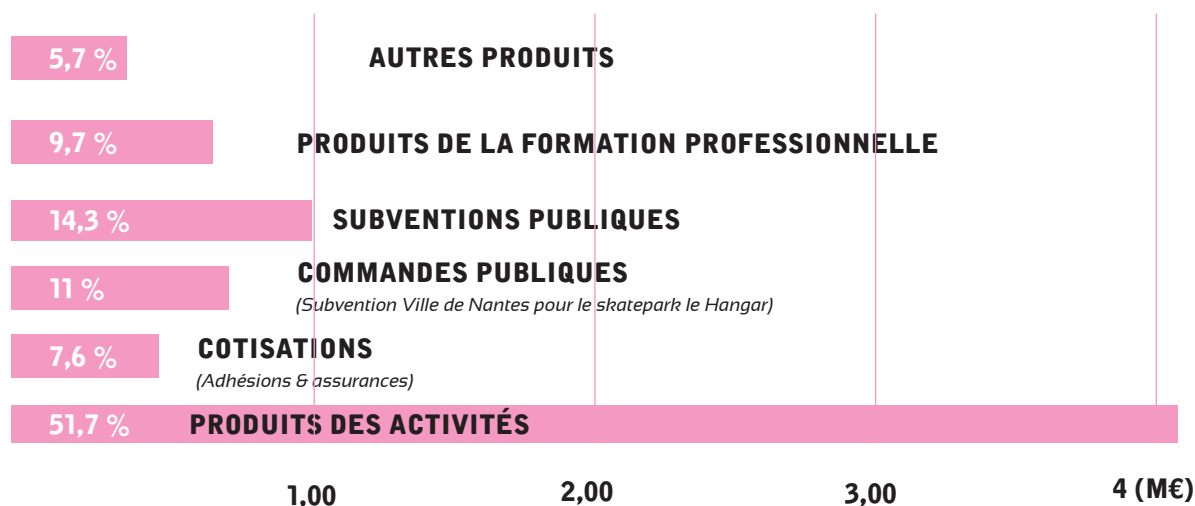 5,7 % AUTRES PRODUITS
9,7 % PRODUITS DE LA FORMATION PROFESSIONNELLE
14,3 % SUBVENTIONS PUBLIQUES
11 % COMMANDES PUBLIQUES
(Subvention Ville de Nantes pour le skatepark le Hangar)
7,6 % COTISATIONS
(Adhésions & assurances)
51,7 % PRODUITS DES ACTIVITÉS
1,00 2,00 3,00 4 (M€)